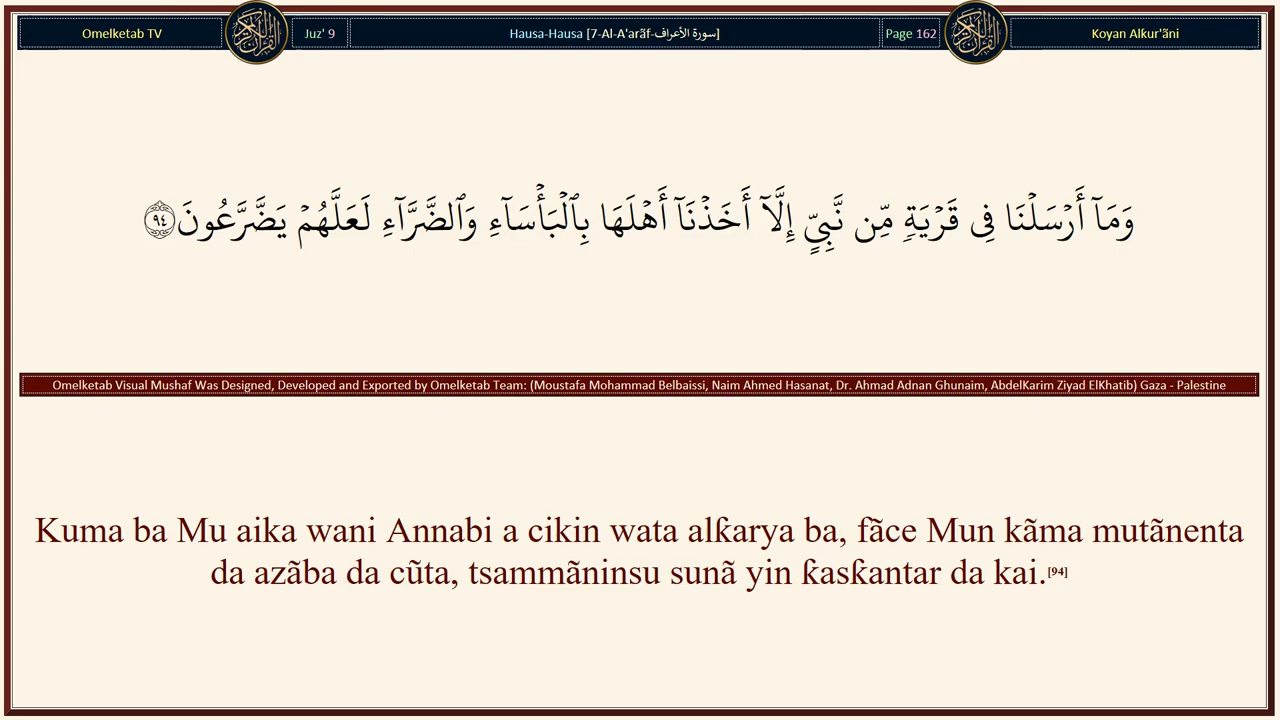 Omelketab TV
Juz' 9
Hausa-Hausa [7-Al-A'arãf-سورة الأعراف]
Page 162
Koyan Alƙur'ãni
وَمَآ أَرۡسَلۡنَا فِي قَرۡيَةٖ مِّن نَّبِيٍّ إِلَّآ أَخَذۡنَآ أَهۡلَهَا بِٱلۡبَأۡسَآءِ وَٱلضَّرَّآءِ لَعَلَّهُمۡ يَضَّرَّعُونَ ٩٤
Omelketab Visual Mushaf Was Designed, Developed and Exported by Omelketab Team: (Moustafa Mohammad Belbaissi, Naim Ahmed Hasanat, Dr. Ahmad Adnan Ghunaim, AbdelKarim Ziyad ElKhatib) Gaza - Palestine
Kuma ba Mu aika wani Annabi a cikin wata alƙarya ba, fãce Mun kãma mutãnenta
da azãba da cũta, tsammãninsu sunã yin ƙasƙantar da kai.[94]